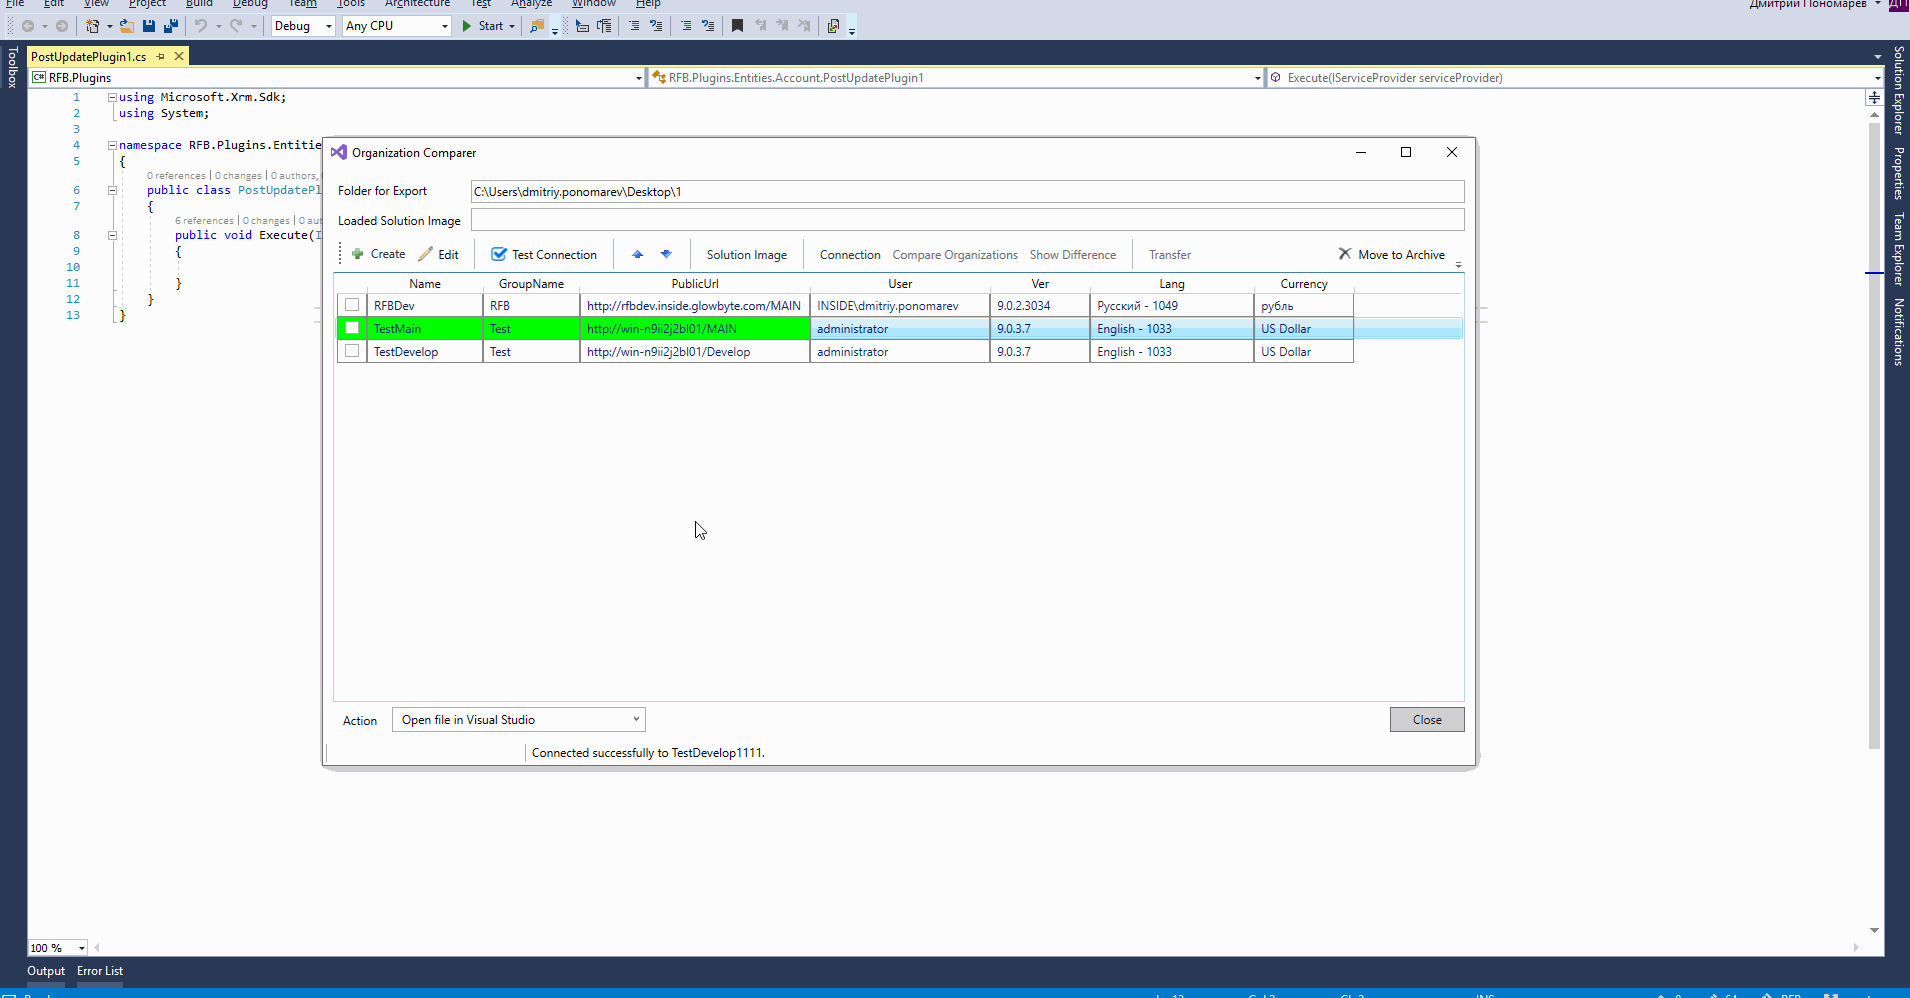 File Edit View Project Build Debug Team Tools Architecture Test Analyze Window Help Дмитрий Пономарев ДП
Debug Any CPU Start
Toolbox
PostUpdatePlugin1.cs
RFB.Plugins RFB.Plugins.Entities.Account.PostUpdatePlugin1 Execute(IServiceProvider serviceProvider)
1 using Microsoft.Xrm.Sdk;
2 using System;
3
4 namespace RFB.Plugins.Entitie
5 {
0 references | 0 changes | 0 authors,
6 public class PostUpdatePl
7 {
6 references | 0 changes | 0 aut
8 public void Execute(I
9 {
10
11 }
12 }
13 }
Organization Comparer
Folder for Export C:\Users\dmitriy.ponomarev\Desktop\1
Loaded Solution Image
Create Edit Test Connection Solution Image Connection Compare Organizations Show Difference Transfer Move to Archive
Name GroupName PublicUrl User Ver Lang Currency
RFBDev RFB http://rfbdev.inside.glowbyte.com/MAIN INSIDE\dmitriy.ponomarev 9.0.2.3034 Русский - 1049 рубль
TestMain Test http://win-n9ii2j2bl01/MAIN administrator 9.0.3.7 English - 1033 US Dollar
TestDevelop Test http://win-n9ii2j2bl01/Develop administrator 9.0.3.7 English - 1033 US Dollar
Action Open file in Visual Studio Close
Connected successfully to TestDevelop1111.
Solution Explorer
Properties
Team Explorer
Notifications
100 %
Output Error List